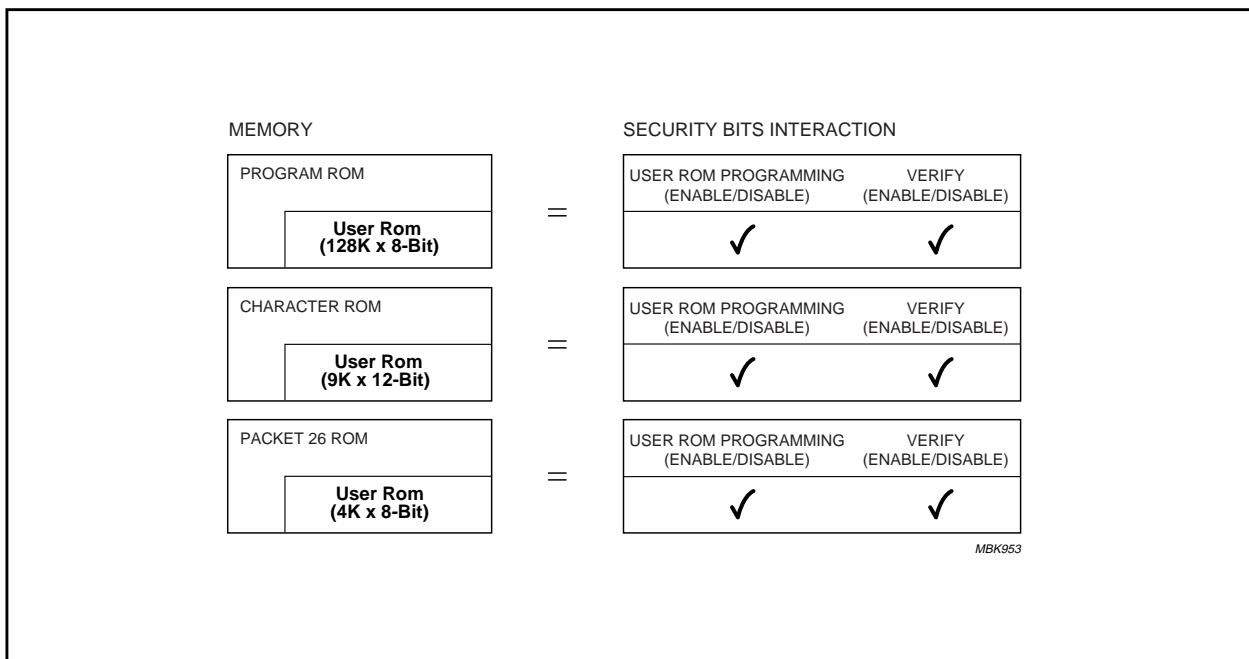 MEMORY
SECURITY BITS INTERACTION
PROGRAM ROM
User Rom
(128K x 8-Bit)
=
USER ROM PROGRAMMING
(ENABLE/DISABLE)
VERIFY
(ENABLE/DISABLE)
✓ ✓
CHARACTER ROM
User Rom
(9K x 12-Bit)
=
USER ROM PROGRAMMING
(ENABLE/DISABLE)
VERIFY
(ENABLE/DISABLE)
✓ ✓
PACKET 26 ROM
User Rom
(4K x 8-Bit)
=
USER ROM PROGRAMMING
(ENABLE/DISABLE)
VERIFY
(ENABLE/DISABLE)
✓ ✓
MBK953